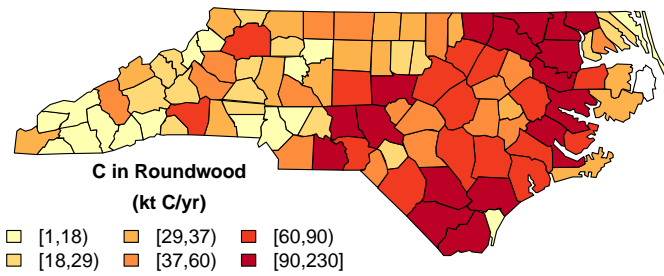 C in Roundwood
(kt C/yr)
[1,18) [29,37) [60,90)
[18,29) [37,60) [90,230]